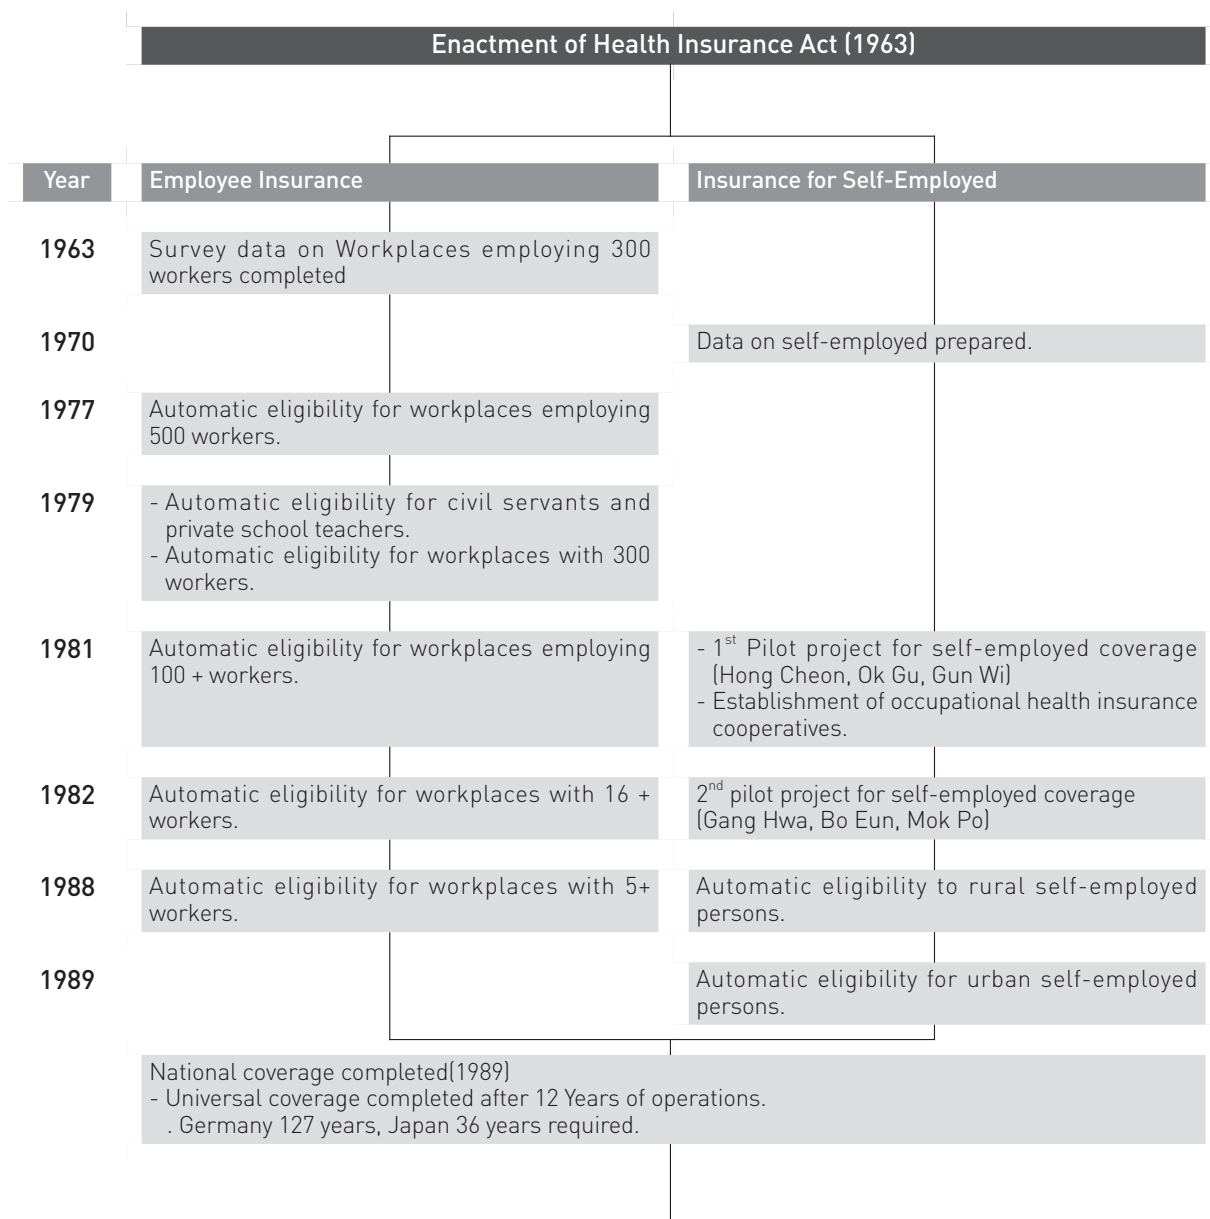 Enactment of Health Insurance Act (1963)
Year
Employee Insurance
Insurance for Self-Employed
1963
Survey data on Workplaces employing 300
workers completed
1970
Data on self-employed prepared.
1977
Automatic eligibility for workplaces employing
500 workers.
1979
- Automatic eligibility for civil servants and
private school teachers.
- Automatic eligibility for workplaces with 300
workers.
1981
Automatic eligibility for workplaces employing
100 + workers.
- 1st Pilot project for self-employed coverage
(Hong Cheon, Ok Gu, Gun Wi)
- Establishment of occupational health insurance
cooperatives.
1982
Automatic eligibility for workplaces with 16 +
workers.
2nd pilot project for self-employed coverage
(Gang Hwa, Bo Eun, Mok Po)
1988
Automatic eligibility for workplaces with 5+
workers.
Automatic eligibility to rural self-employed
persons.
1989
Automatic eligibility for urban self-employed
persons.
National coverage completed(1989)
- Universal coverage completed after 12 Years of operations.
. Germany 127 years, Japan 36 years required.